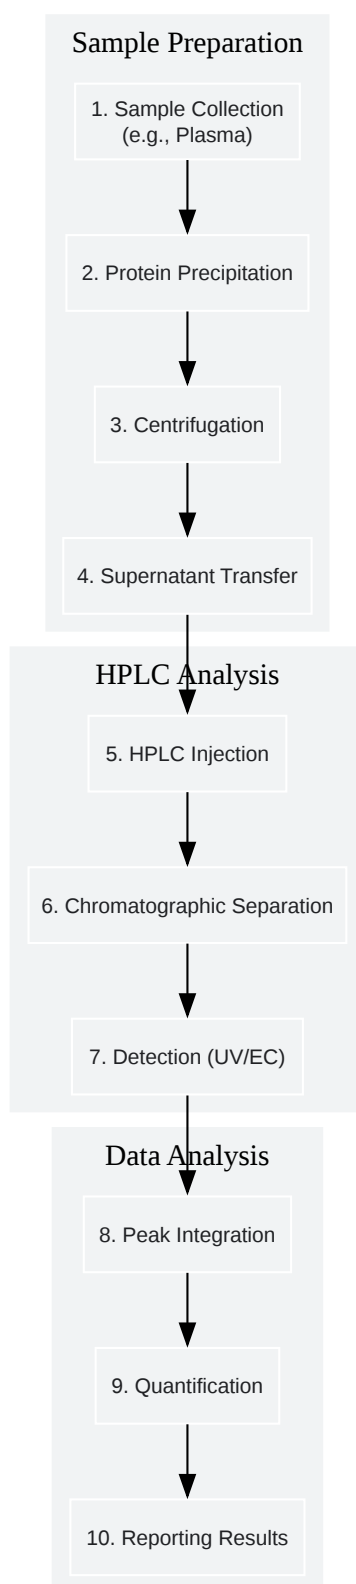 Sample Preparation
1. Sample Collection
(e.g., Plasma)
2. Protein Precipitation
3. Centrifugation
4. Supernatant Transfer
HPLC Analysis
5. HPLC Injection
6. Chromatographic Separation
7. Detection (UV/EC)
Data Analysis
8. Peak Integration
9. Quantification
10. Reporting Results